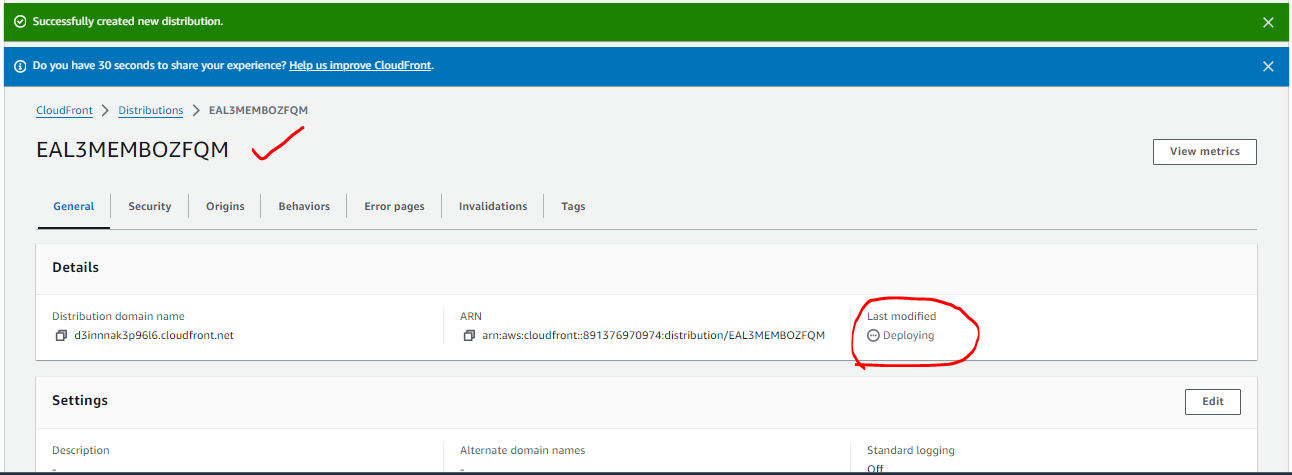 Successfully created new distribution.
Do you have 30 seconds to share your experience? Help us improve CloudFront.
CloudFront > Distributions > EAL3MEMBOZFQM
EAL3MEMBOZFQM
View metrics
General Security Origins Behaviors Error pages Invalidations Tags
Details
Distribution domain name ARN Last modified
d3innnak3p96l6.cloudfront.net arn:aws:cloudfront::891376970974:distribution/EAL3MEMBOZFQM Deploying
Settings Edit
Description Alternate domain names Standard logging
- - Off